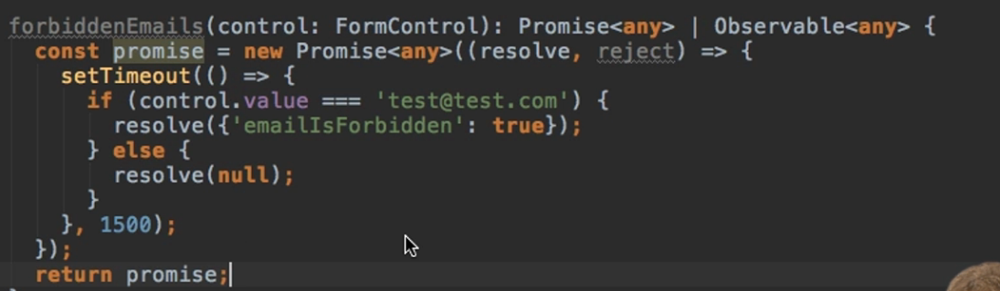 forbiddenEmails(control: FormControl): Promise<any> | Observable<any> {
const promise = new Promise<any>((resolve, reject) => {
setTimeout(() => {
if (control.value === 'test@test.com') {
resolve({'emailIsForbidden': true});
} else {
resolve(null);
}
}, 1500);
});
return promise;